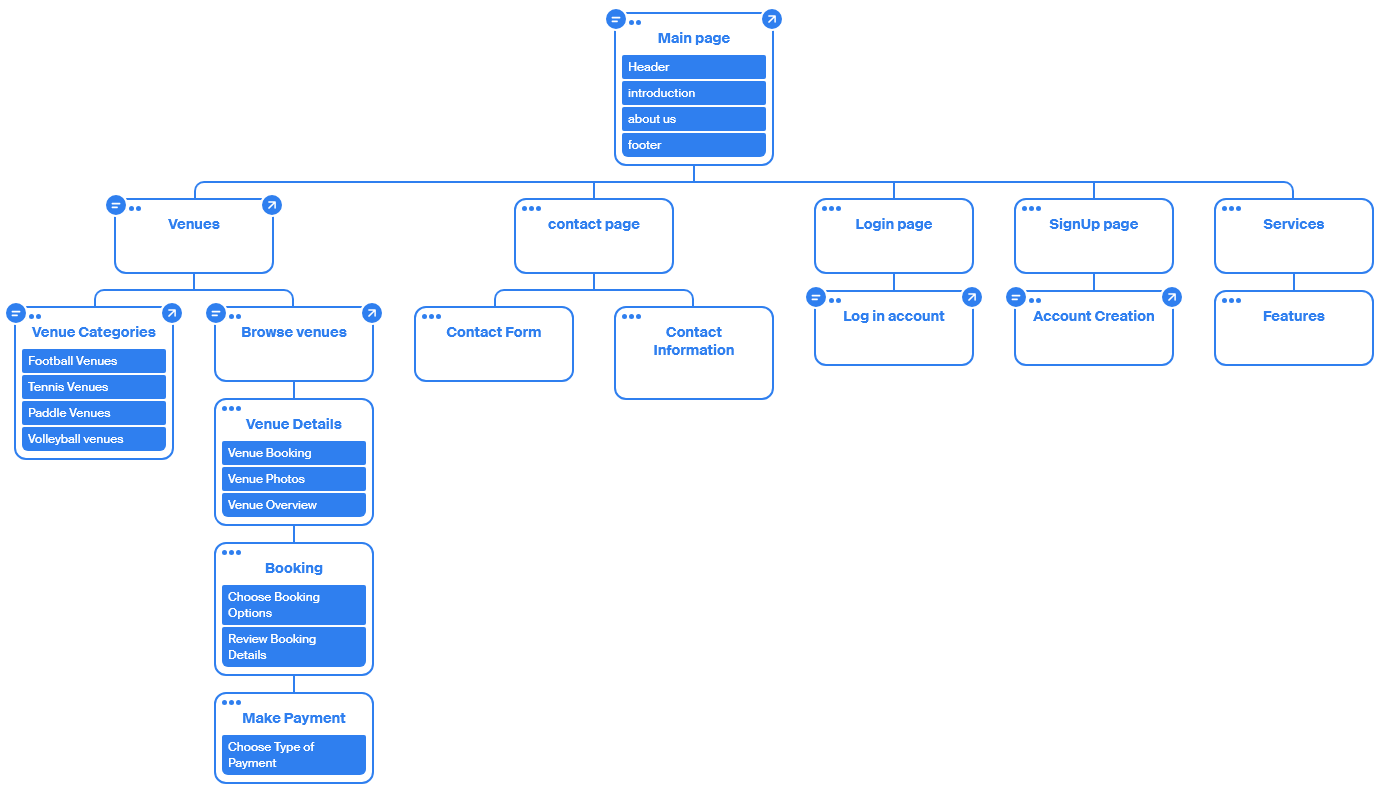 Main page
Header
introduction
about us
footer
Venues
contact page
Login page
SignUp page
Services
Venue Categories
Football Venues
Tennis Venues
Paddle Venues
Volleyball venues
Browse venues
Contact Form
Contact
Information
Log in account
Account Creation
Features
Venue Details
Venue Booking
Venue Photos
Venue Overview
Booking
Choose Booking
Options
Review Booking
Details
Make Payment
Choose Type of
Payment